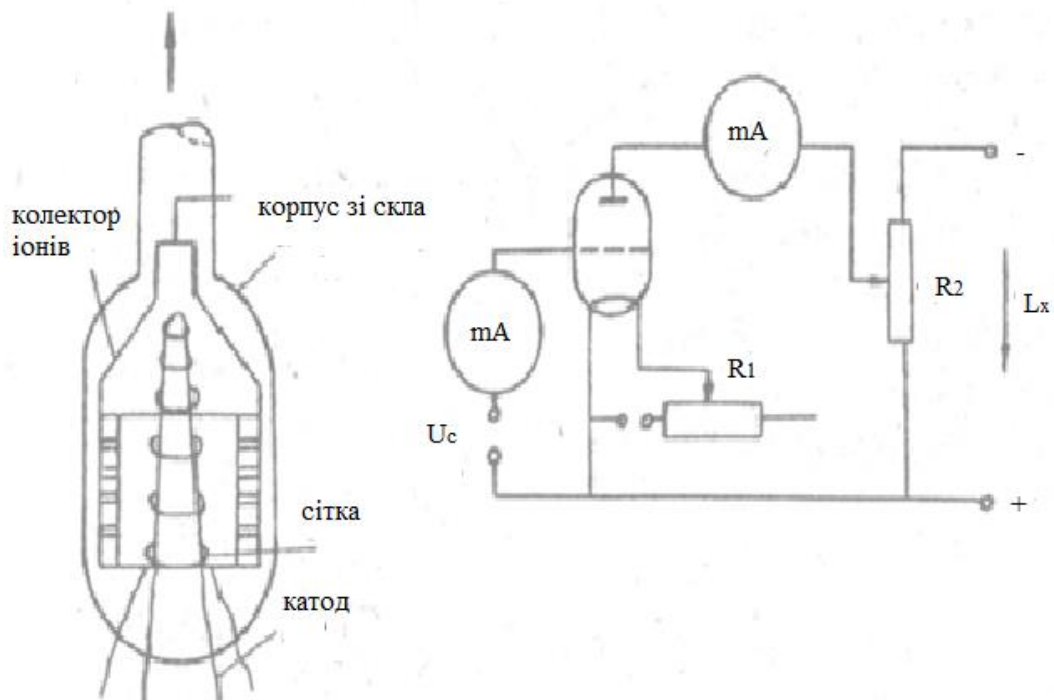 колектор
іонів
корпус зі скла
сітка
катод
mA
mA
R1
R2
Uc
Lx
-
+